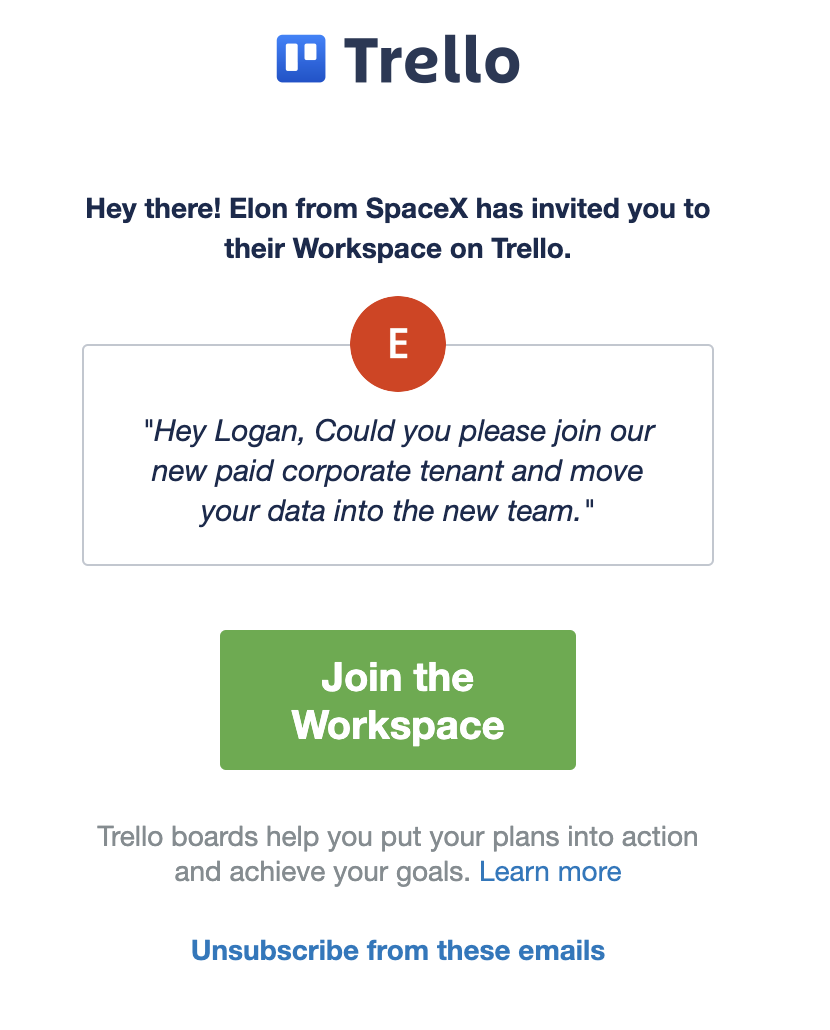 Trello
Hey there! Elon from SpaceX has invited you to
their Workspace on Trello.
E
"Hey Logan, Could you please join our
new paid corporate tenant and move
your data into the new team."
Join the
Workspace
Trello boards help you put your plans into action
and achieve your goals. Learn more
Unsubscribe from these emails